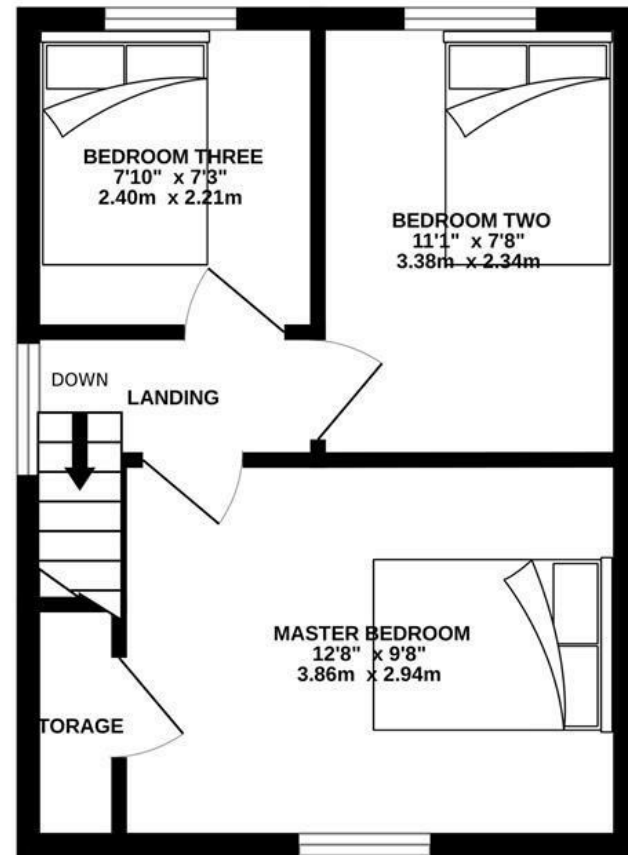 BEDROOM THREE
7'10" x 7'3"
2.40m x 2.21m
BEDROOM TWO
11'1" x 7'8"
3.38m x 2.34m
DOWN
LANDING
MASTER BEDROOM
12'8" x 9'8"
3.86m x 2.94m
TORAGE